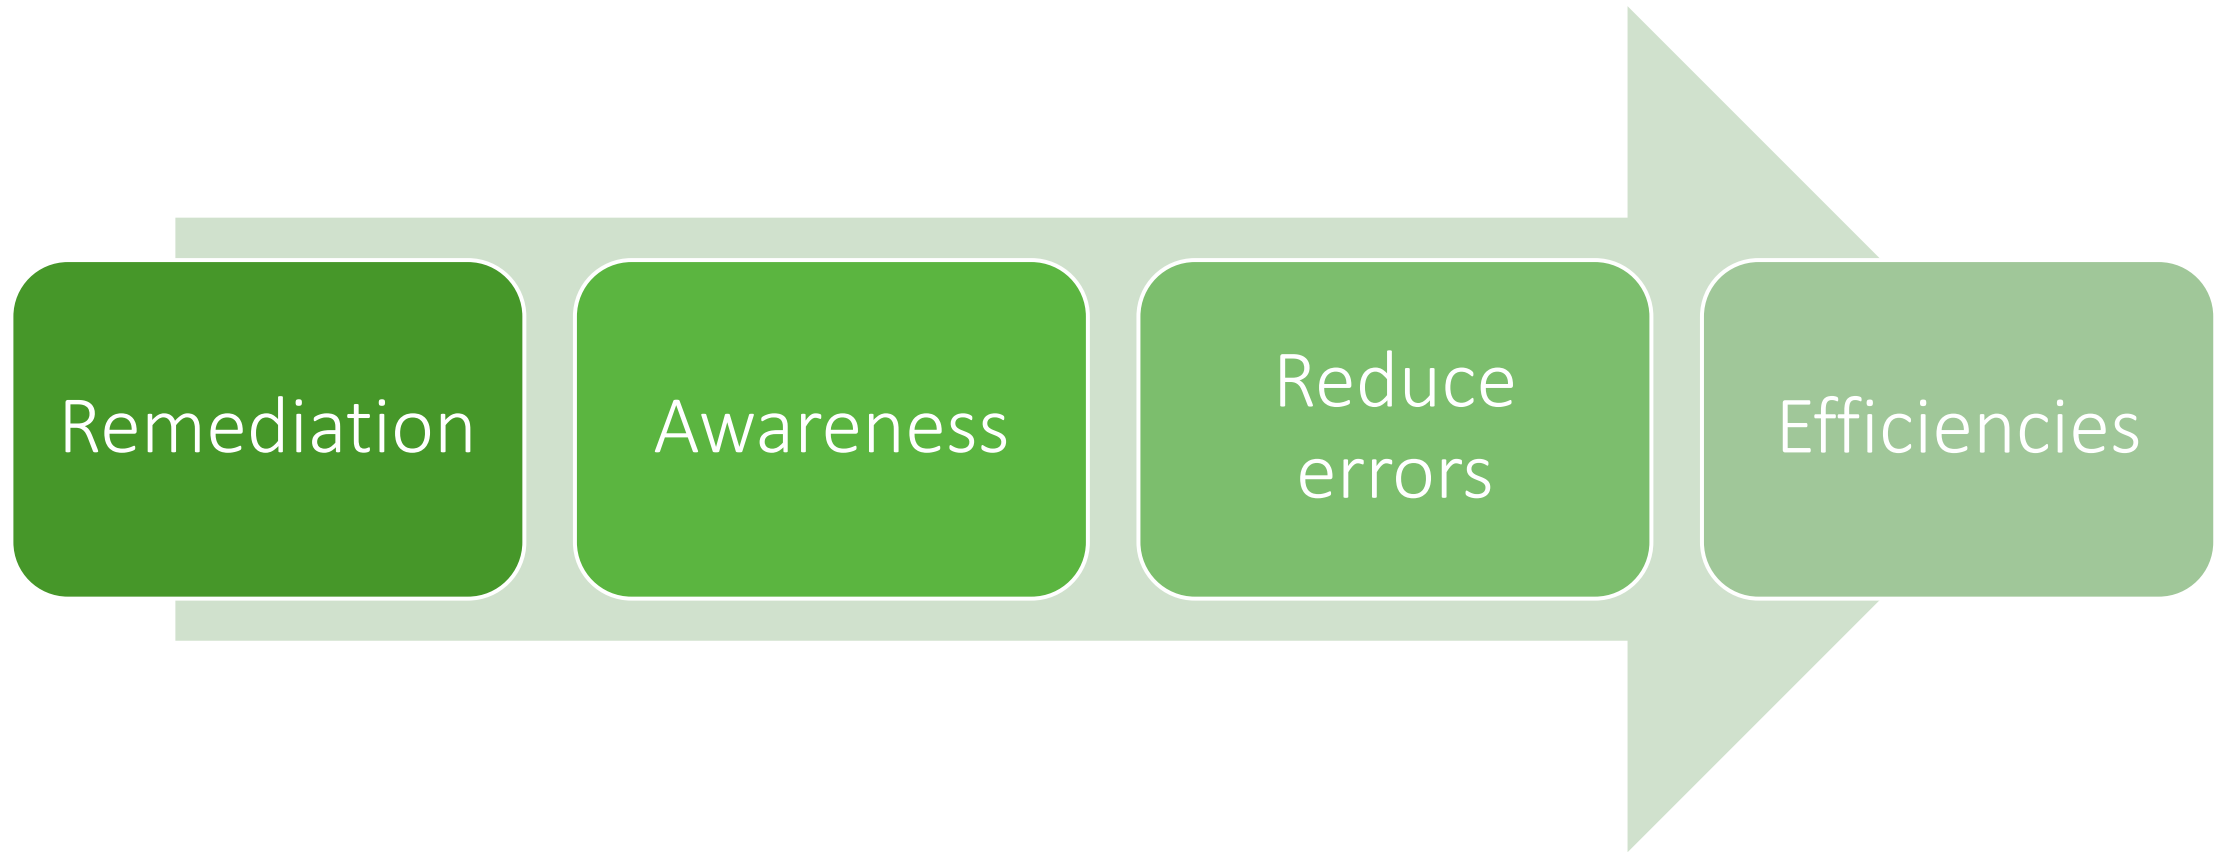 Remediation
Awareness
Reduce
errors
Efficiencies